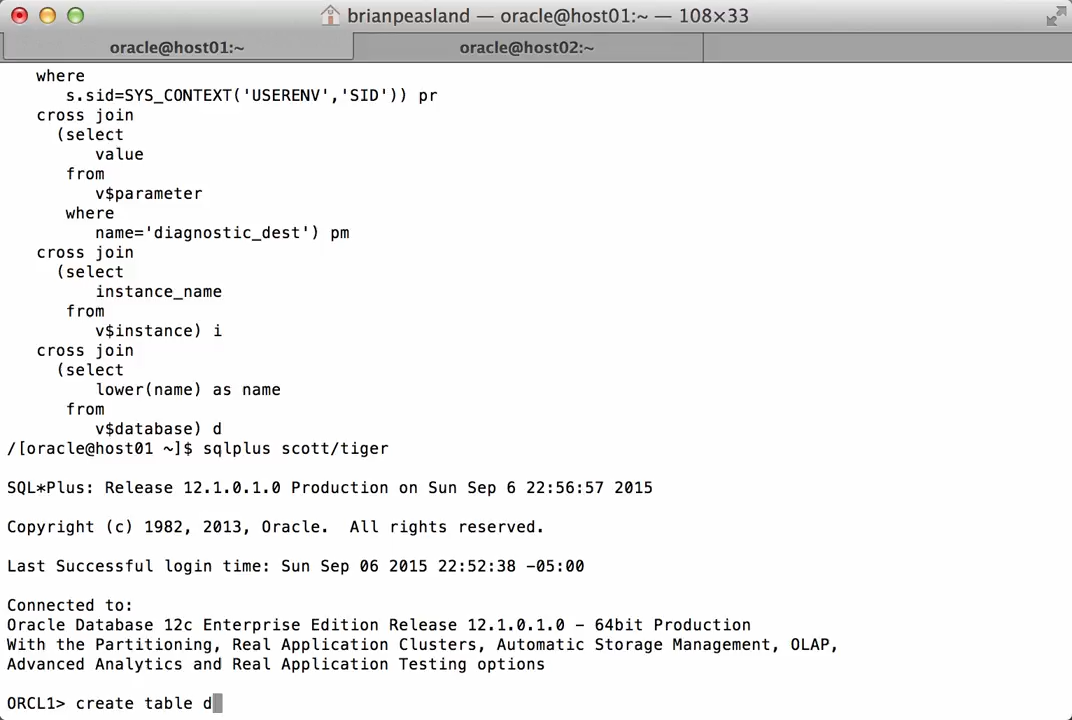 brianpeasland — oracle@host01:~ — 108×33
oracle@host01:~
oracle@host02:~
where
s.sid=SYS_CONTEXT('USERENV','SID')) pr
cross join
(select
value
from
v$parameter
where
name='diagnostic_dest') pm
cross join
(select
instance_name
from
v$instance) i
cross join
(select
lower(name) as name
from
v$database) d
/[oracle@host01 ~]$ sqlplus scott/tiger
SQL*Plus: Release 12.1.0.1.0 Production on Sun Sep 6 22:56:57 2015
Copyright (c) 1982, 2013, Oracle.  All rights reserved.
Last Successful login time: Sun Sep 06 2015 22:52:38 -05:00
Connected to:
Oracle Database 12c Enterprise Edition Release 12.1.0.1.0 - 64bit Production
With the Partitioning, Real Application Clusters, Automatic Storage Management, OLAP,
Advanced Analytics and Real Application Testing options
ORCL1> create table d